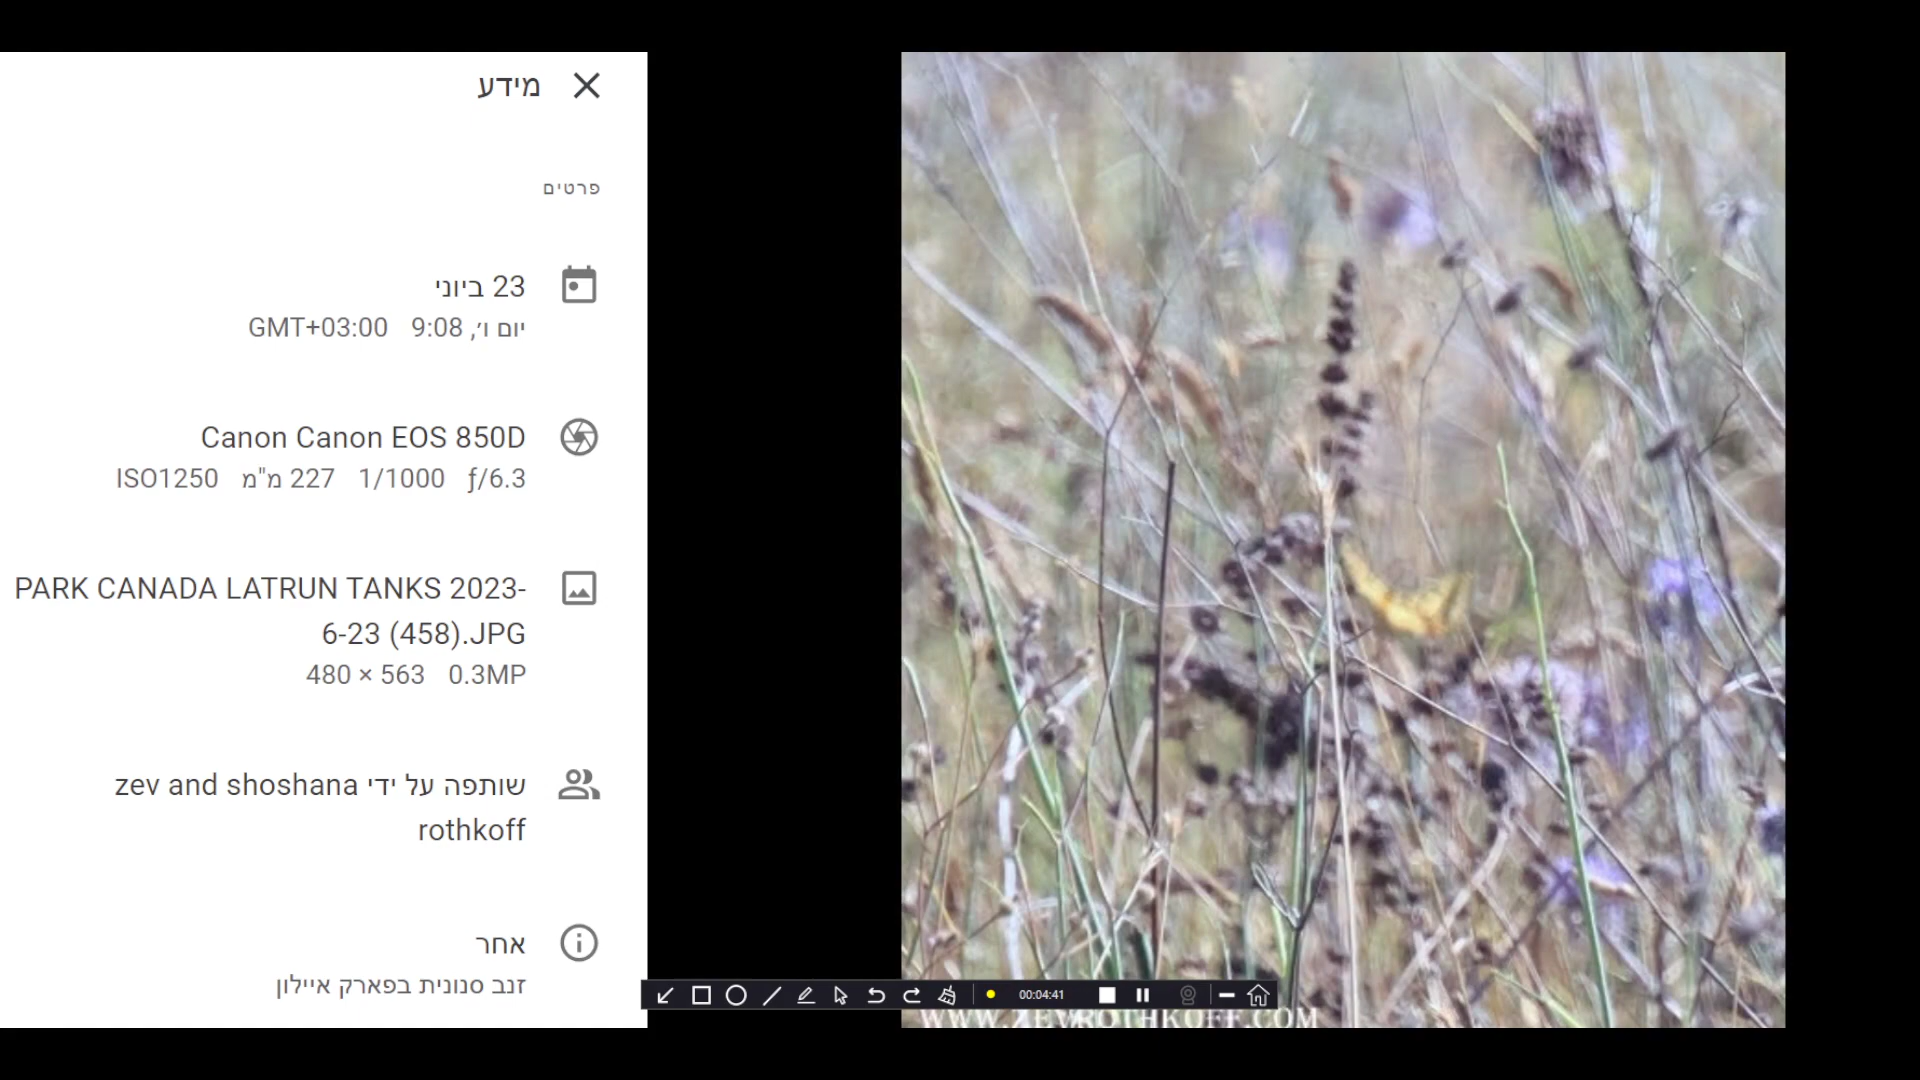 מידע
פרטים
23 ביוני
יום ו׳, 9:08 GMT+03:00
Canon Canon EOS 850D
ƒ/6.3 1/1000 227 מ"מ ISO1250
PARK CANADA LATRUN TANKS 2023-
6-23 (458).JPG
480 × 563 0.3MP
שותפה על ידי zev and shoshana
rothkoff
אחר
זנב סנונית בפארק איילון
00:04:41
WWW.ZEVROTHKOFF.COM